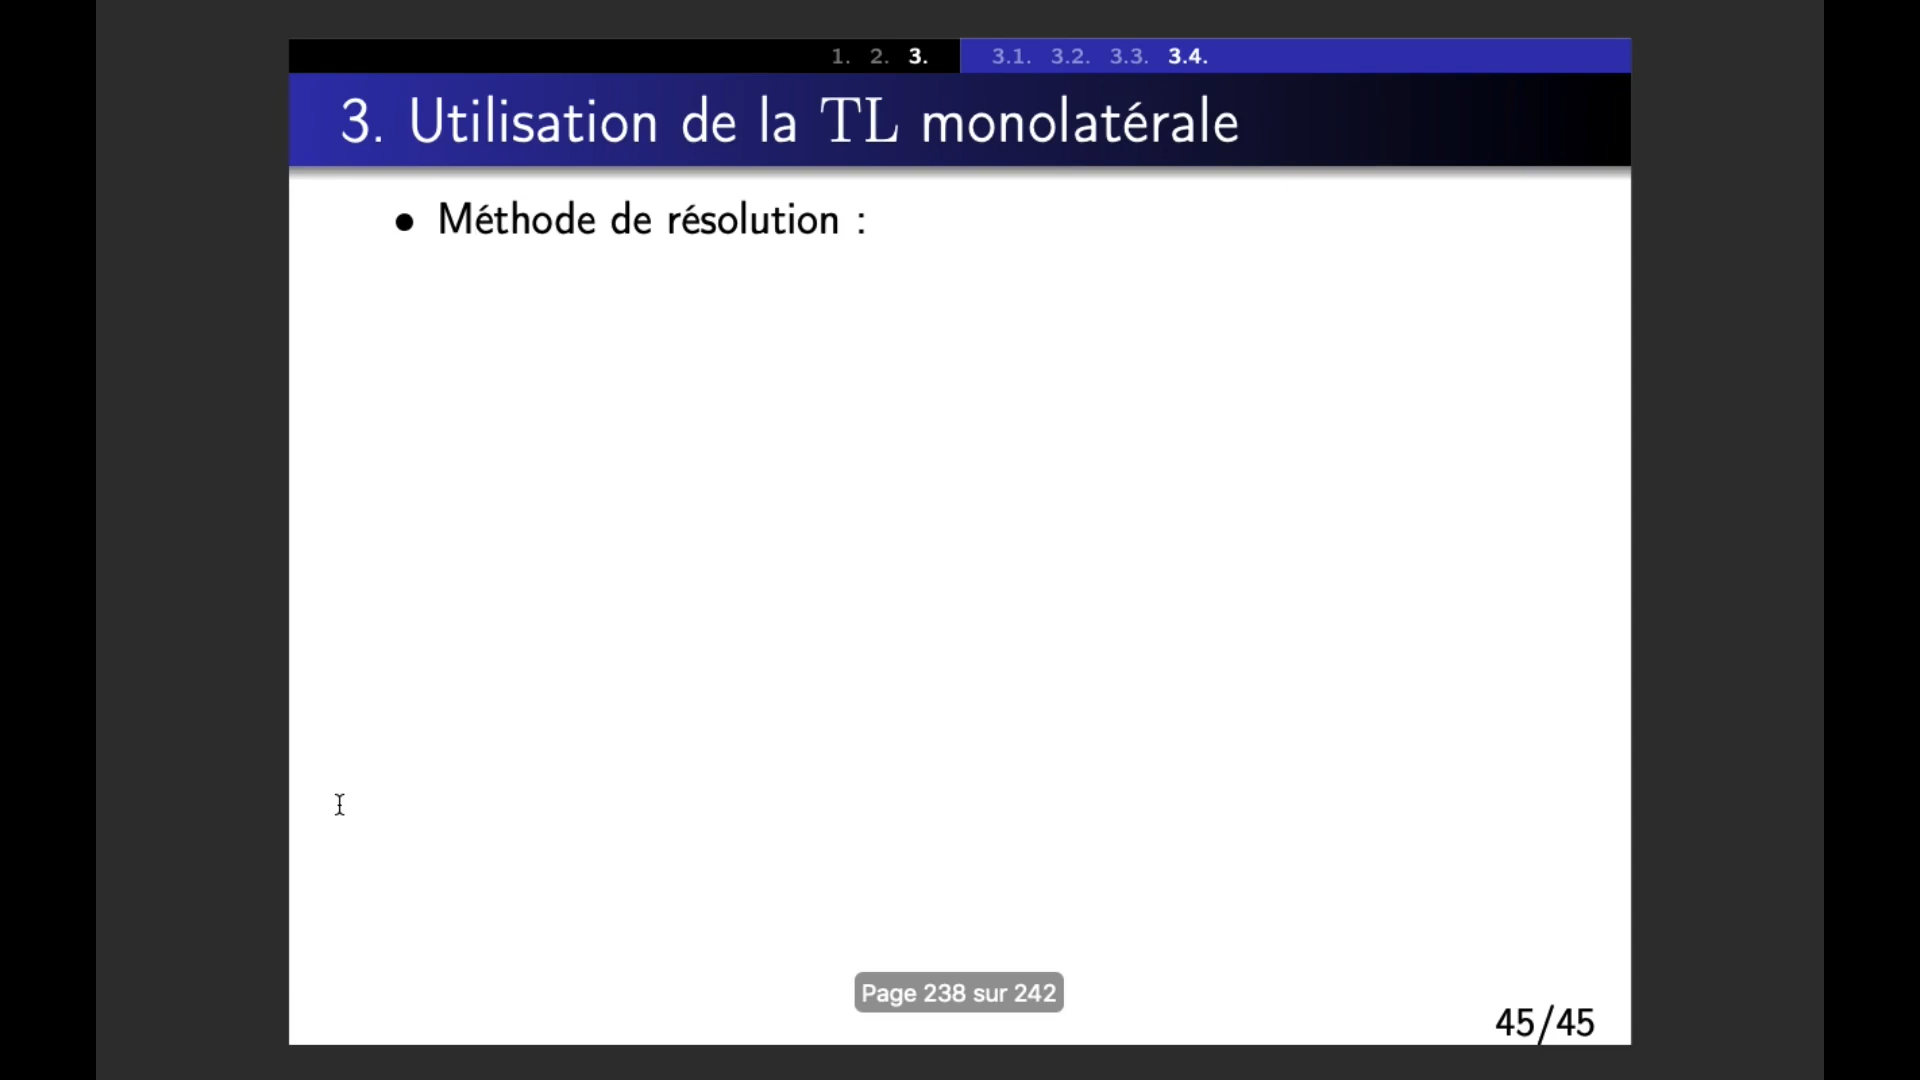 1. 2. 3. 3.1. 3.2. 3.3. 3.4.
3. Utilisation de la TL monolatérale
• Méthode de résolution :
Page 238 sur 242
45/45